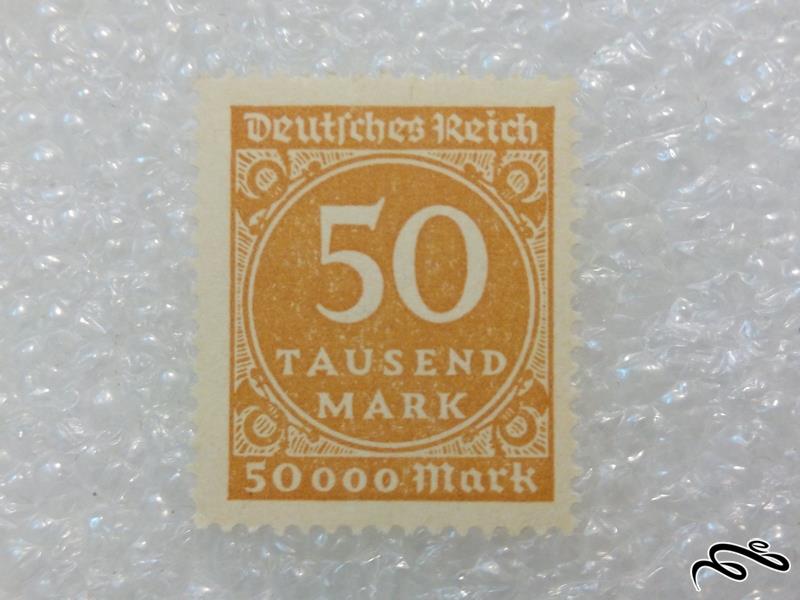 Deutsches Reich
50
TAUSEND
MARK
50000 Mark